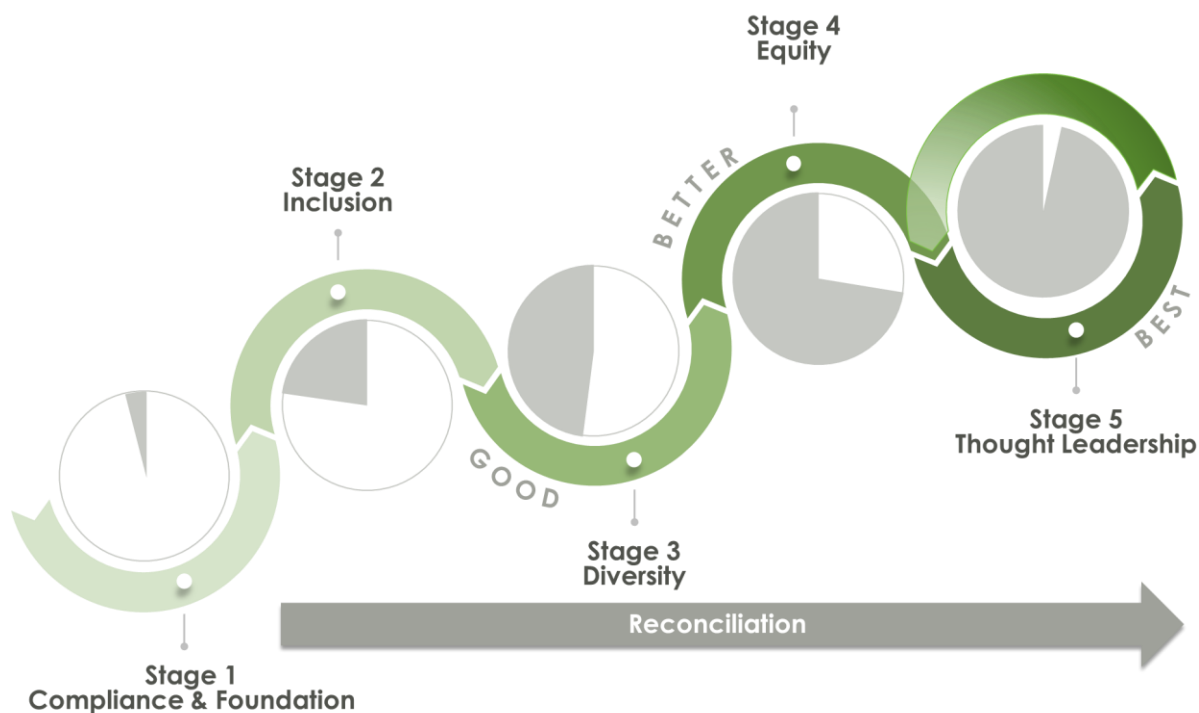 Stage 1
Compliance & Foundation
Stage 2
Inclusion
GOOD
Stage 3
Diversity
BETTER
Stage 4
Equity
BEST
Stage 5
Thought Leadership
Reconciliation